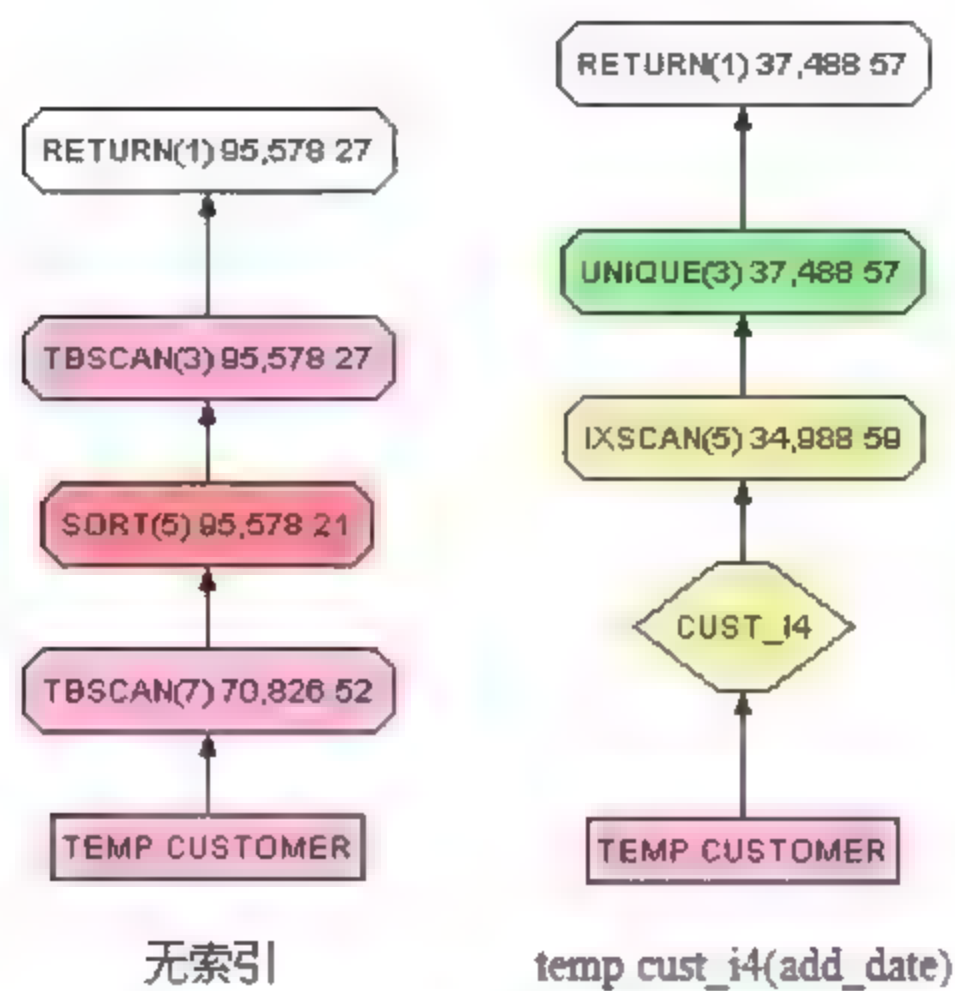 RETURN(1) 95,578 27
TBSCAN(3) 95,578 27
SORT(5) 95,578 21
TBSCAN(7) 70,826 52
TEMP CUSTOMER
无索引
RETURN(1) 37,488 57
UNIQUE(3) 37,488 57
IXSCAN(5) 34,988 59
CUST_I4
TEMP CUSTOMER
temp cust_i4(add_date)